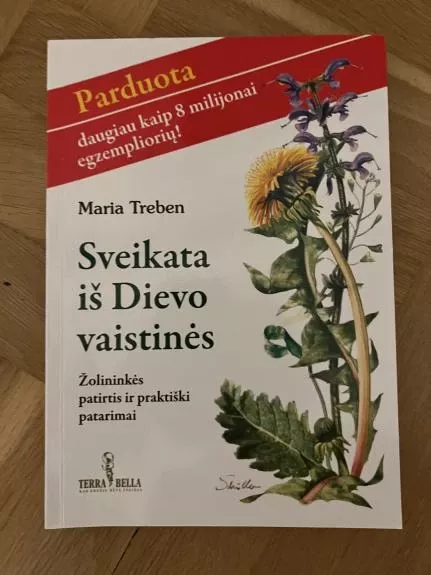 Parduota
daugiau kaip 8 milijonai
egzempliorių!
Maria Treben
Sveikata
iš Dievo
vaistinės
Žolininkės
patirtis ir praktiški
patarimai
TERRA BELLA